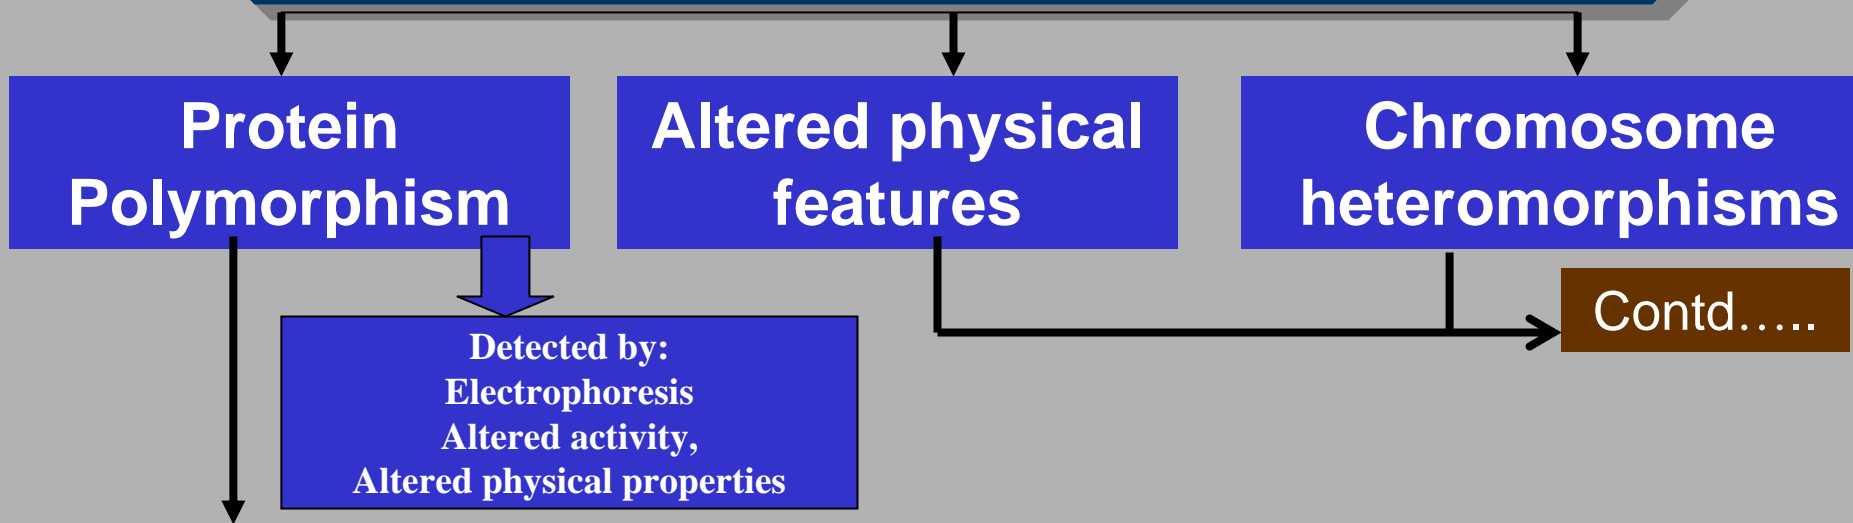 Protein
Polymorphism
Altered physical
features
Chromosome
heteromorphisms
Contd…..
Detected by:
Electrophoresis
Altered activity,
Altered physical properties